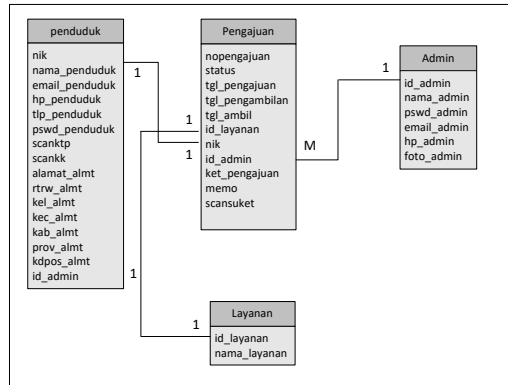 penduduk
nik
nama_penduduk
email_penduduk
hp_penduduk
tlp_penduduk
pswd_penduduk
scanktp
scankk
alamat_almt
rtrw_almt
kel_almt
kec_almt
kab_almt
prov_almt
kdpos_almt
id_admin
1
1
Pengajuan
nopengajuan
status
tgl_pengajuan
tgl_pengambilan
tgl_ambil
id_layanan
nik
id_admin
ket_pengajuan
memo
scansuket
1
1
M
1
Admin
id_admin
nama_admin
pswd_admin
email_admin
hp_admin
foto_admin
1
Layanan
id_layanan
nama_layanan